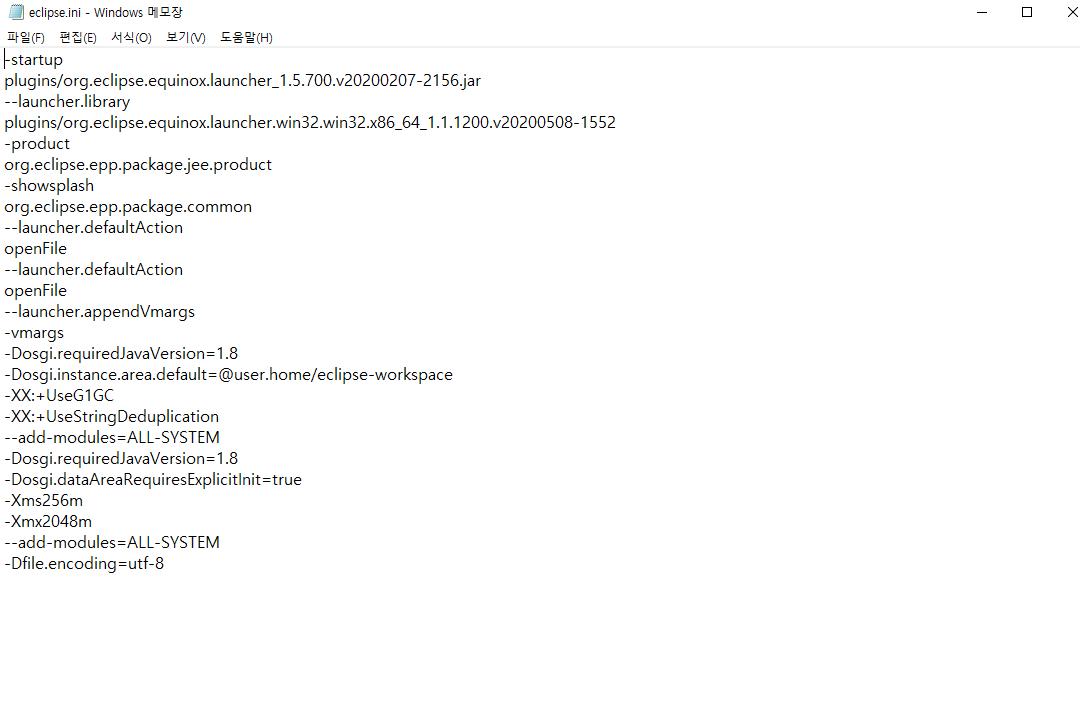 eclipse.ini - Windows 메모장
파일(F) 편집(E) 서식(O) 보기(V) 도움말(H)
-startup
plugins/org.eclipse.equinox.launcher_1.5.700.v20200207-2156.jar
--launcher.library
plugins/org.eclipse.equinox.launcher.win32.win32.x86_64_1.1.1200.v20200508-1552
-product
org.eclipse.epp.package.jee.product
-showsplash
org.eclipse.epp.package.common
--launcher.defaultAction
openFile
--launcher.defaultAction
openFile
--launcher.appendVmargs
-vmargs
-Dosgi.requiredJavaVersion=1.8
-Dosgi.instance.area.default=@user.home/eclipse-workspace
-XX:+UseG1GC
-XX:+UseStringDeduplication
--add-modules=ALL-SYSTEM
-Dosgi.requiredJavaVersion=1.8
-Dosgi.dataAreaRequiresExplicitInit=true
-Xms256m
-Xmx2048m
--add-modules=ALL-SYSTEM
-Dfile.encoding=utf-8